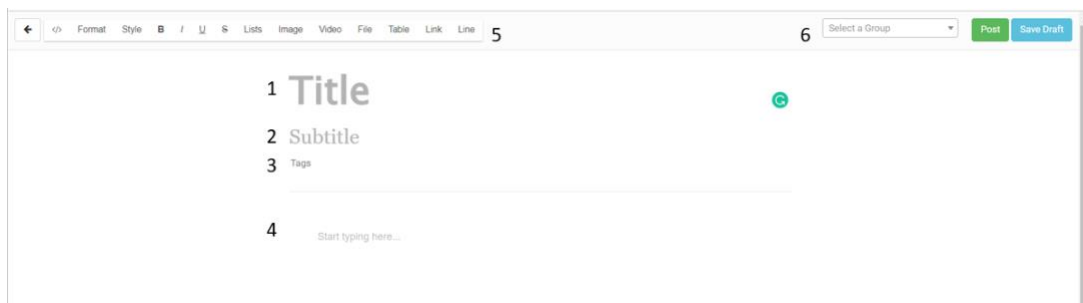 </> Format Style B I U S Lists Image Video File Table Link Line 5 6 Select a Group Post Save Draft
1 Title
2 Subtitle
3 Tags
4 Start typing here...